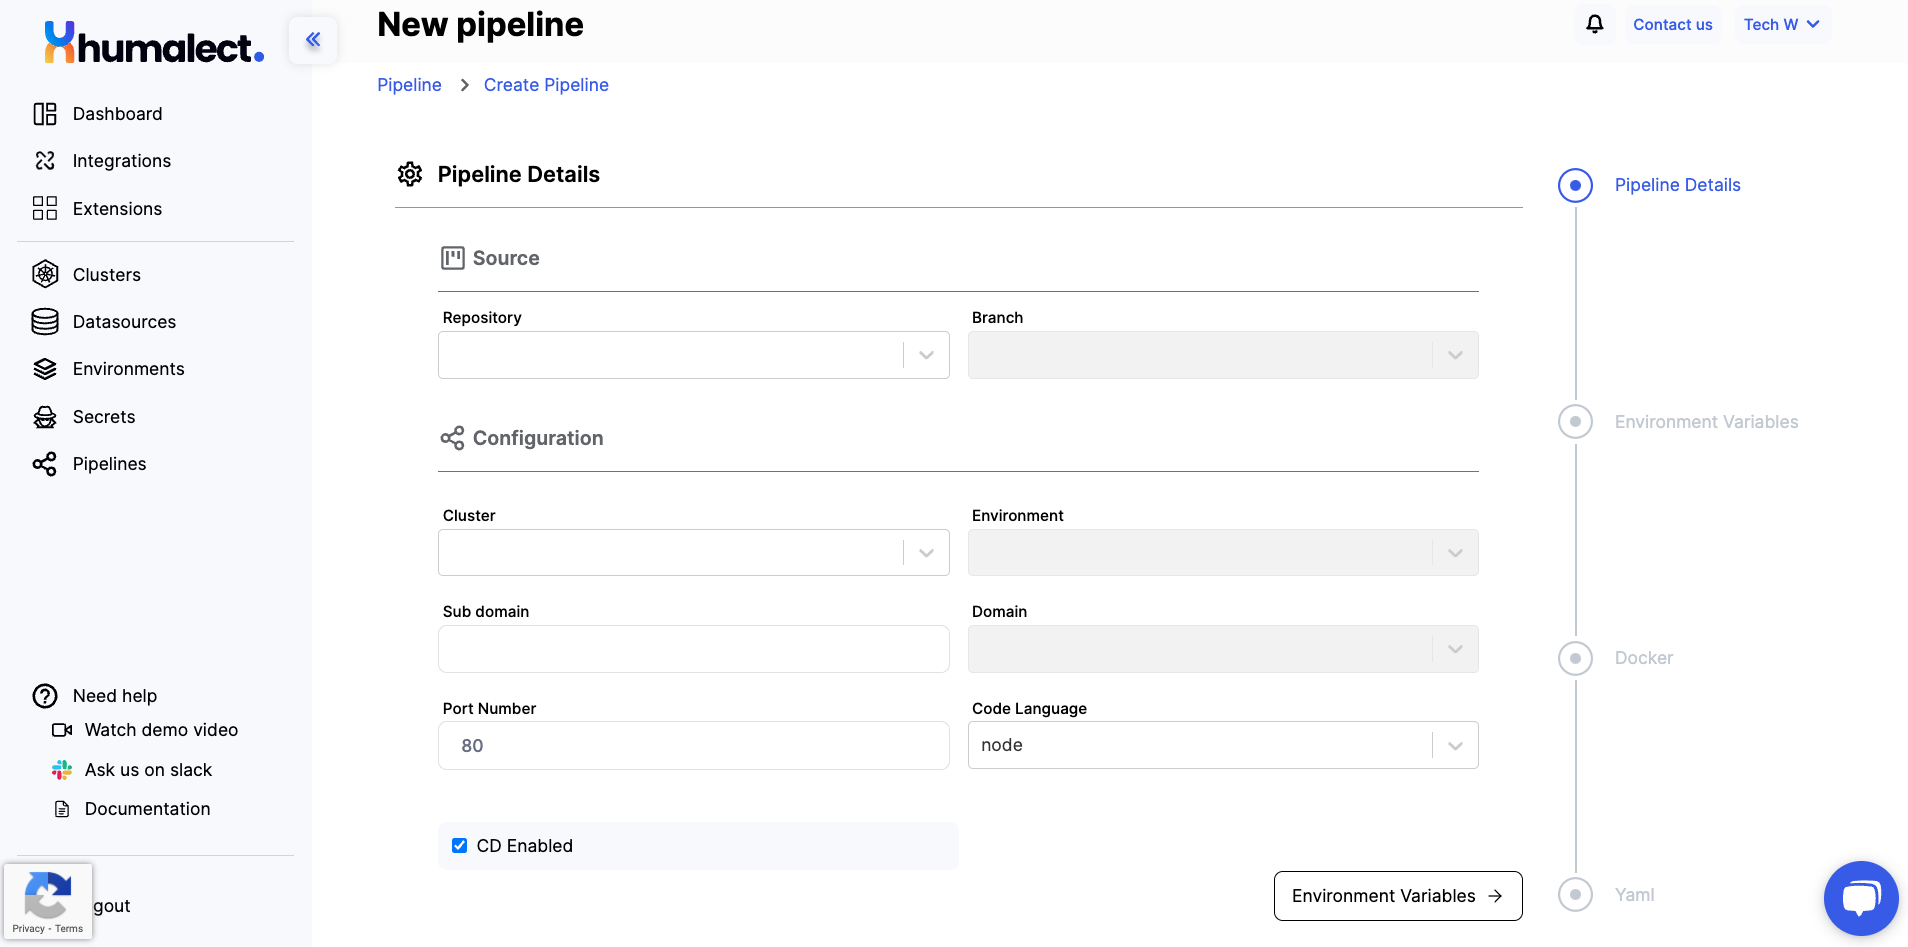 humalect.
New pipeline
Contact us
Tech W
Pipeline > Create Pipeline
Dashboard
Integrations
Extensions
Clusters
Datasources
Environments
Secrets
Pipelines
Need help
Watch demo video
Ask us on slack
Documentation
gout
Privacy - Terms
Pipeline Details
Source
Repository
Branch
Configuration
Cluster
Environment
Sub domain
Domain
Port Number
Code Language
80
node
CD Enabled
Environment Variables →
Pipeline Details
Environment Variables
Docker
Yaml